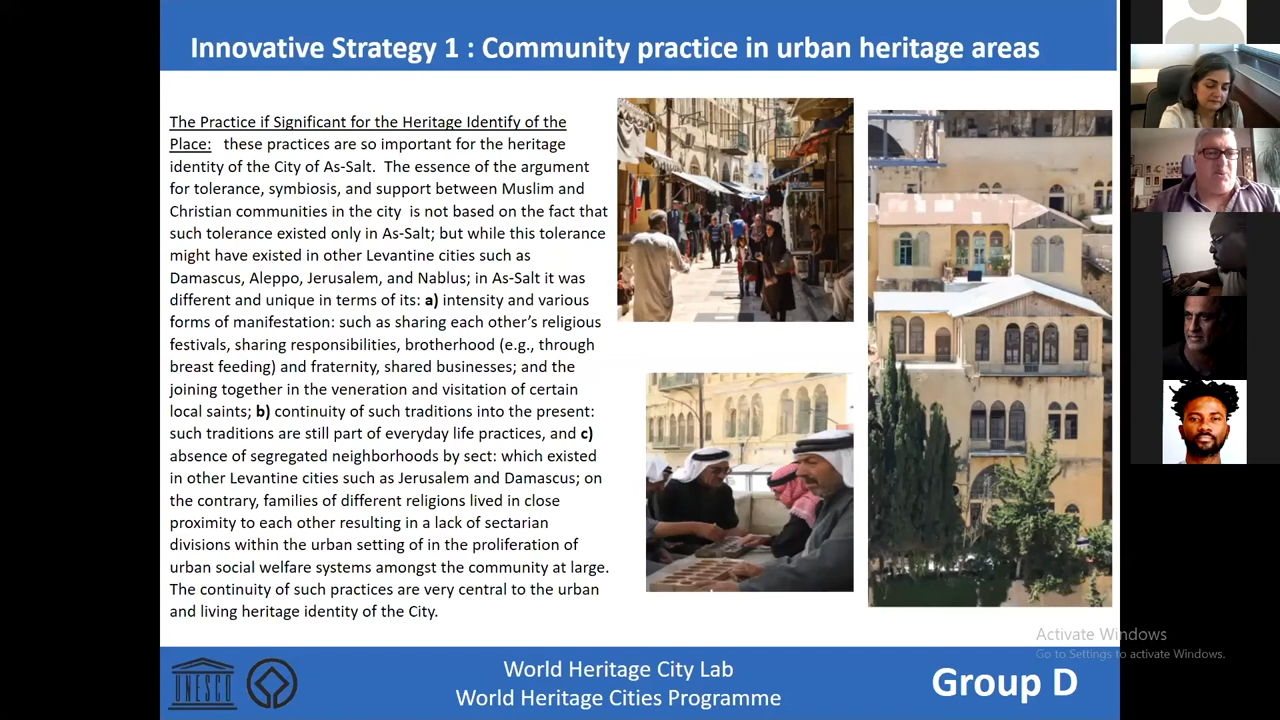 Innovative Strategy 1 : Community practice in urban heritage areas
The Practice if Significant for the Heritage Identify of the
Place: these practices are so important for the heritage
identity of the City of As-Salt. The essence of the argument
for tolerance, symbiosis, and support between Muslim and
Christian communities in the city is not based on the fact that
such tolerance existed only in As-Salt; but while this tolerance
might have existed in other Levantine cities such as
Damascus, Aleppo, Jerusalem, and Nablus; in As-Salt it was
different and unique in terms of its: a) intensity and various
forms of manifestation: such as sharing each other’s religious
festivals, sharing responsibilities, brotherhood (e.g., through
breast feeding) and fraternity, shared businesses; and the
joining together in the veneration and visitation of certain
local saints; b) continuity of such traditions into the present:
such traditions are still part of everyday life practices, and c)
absence of segregated neighborhoods by sect: which existed
in other Levantine cities such as Jerusalem and Damascus; on
the contrary, families of different religions lived in close
proximity to each other resulting in a lack of sectarian
divisions within the urban setting of in the proliferation of
urban social welfare systems amongst the community at large.
The continuity of such practices are very central to the urban
and living heritage identity of the City.
Activate Windows
Go to Settings to activate Windows.
UNESCO
World Heritage City Lab
World Heritage Cities Programme
Group D